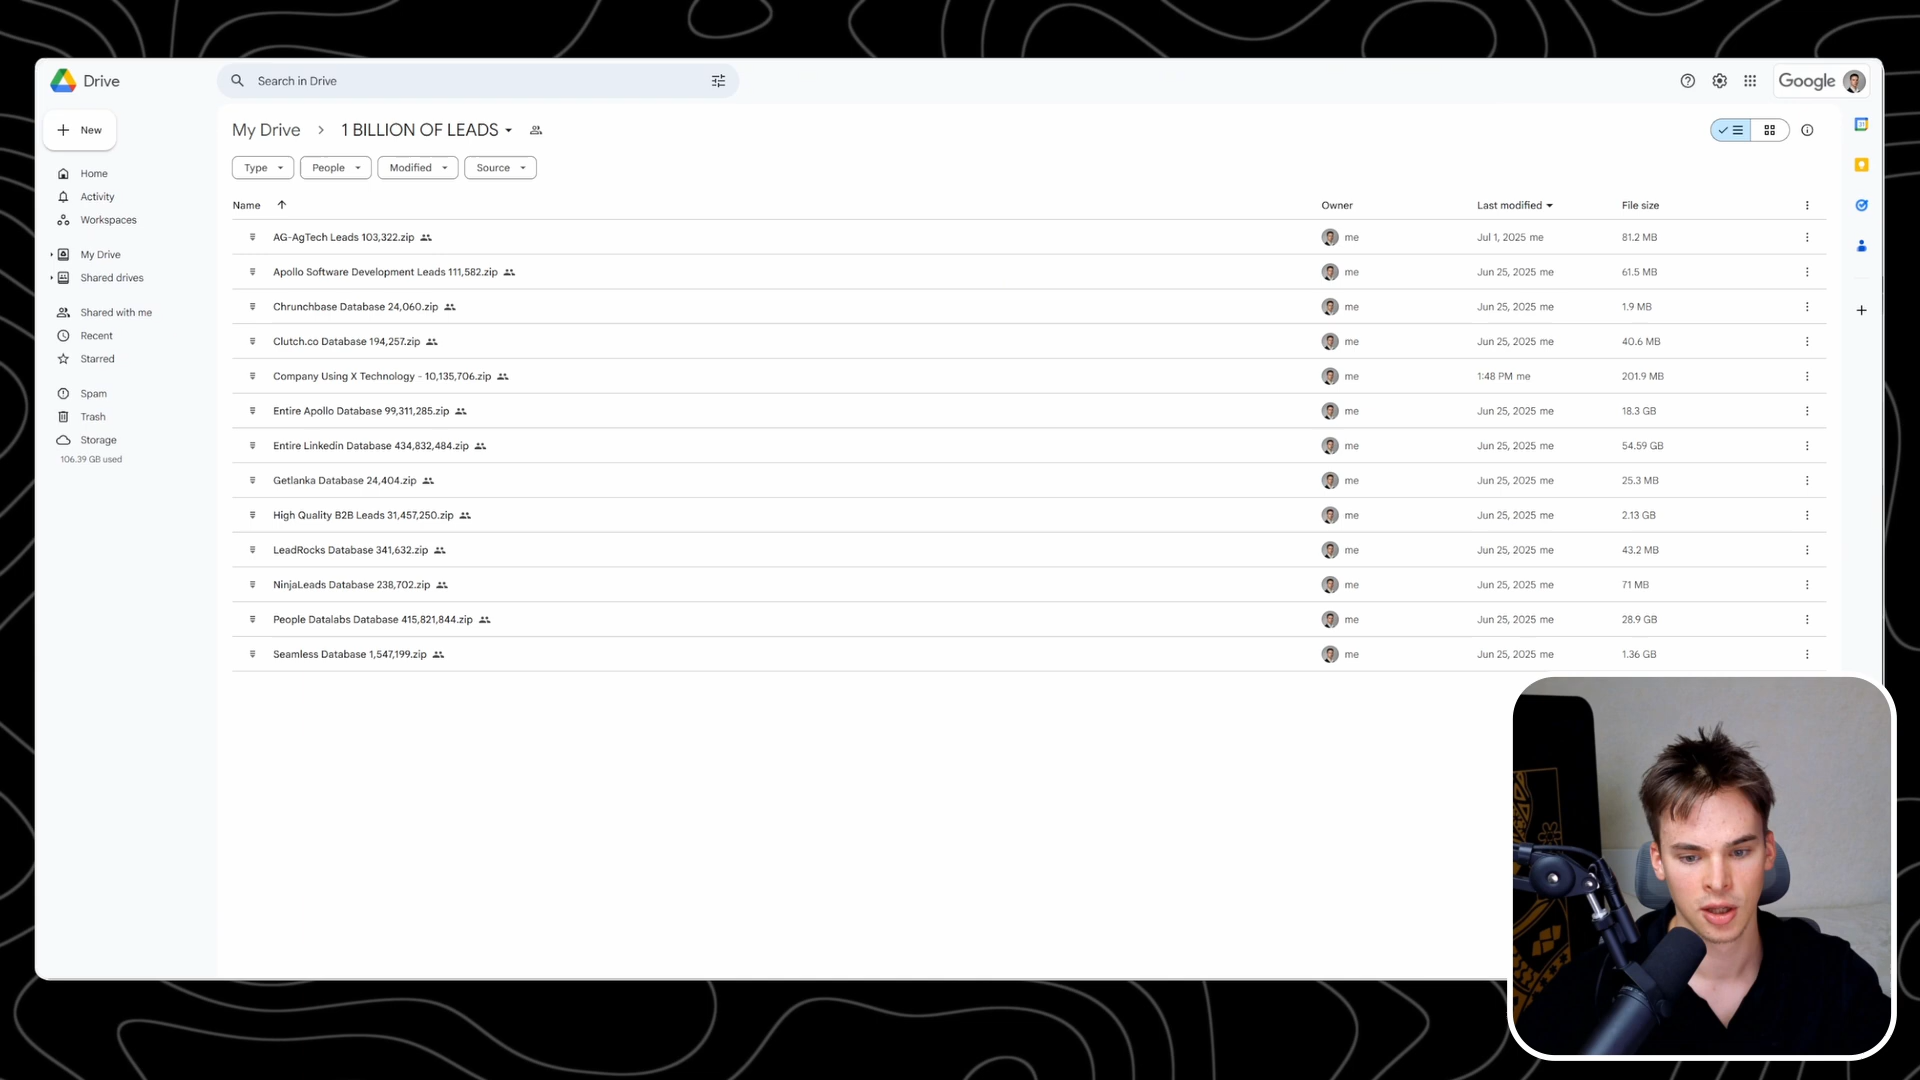 Drive
Search in Drive
Google
New
My Drive > 1 BILLION OF LEADS
Type People Modified Source
Home
Activity
Workspaces
My Drive
Shared drives
Shared with me
Recent
Starred
Spam
Trash
Storage
106.39 GB used
Name Owner Last modified File size
AG-AgTech Leads 103,322.zip me Jul 1, 2025 me 81.2 MB
Apollo Software Development Leads 111,582.zip me Jun 25, 2025 me 61.5 MB
Chrunchbase Database 24,060.zip me Jun 25, 2025 me 1.9 MB
Clutch.co Database 194,257.zip me Jun 25, 2025 me 40.6 MB
Company Using X Technology - 10,135,706.zip me 1:48 PM me 201.9 MB
Entire Apollo Database 99,311,285.zip me Jun 25, 2025 me 18.3 GB
Entire Linkedin Database 434,832,484.zip me Jun 25, 2025 me 54.59 GB
Getlanka Database 24,404.zip me Jun 25, 2025 me 25.3 MB
High Quality B2B Leads 31,457,250.zip me Jun 25, 2025 me 2.13 GB
LeadRocks Database 341,632.zip me Jun 25, 2025 me 43.2 MB
NinjaLeads Database 238,702.zip me Jun 25, 2025 me 71 MB
People Datalabs Database 415,821,844.zip me Jun 25, 2025 me 28.9 GB
Seamless Database 1,547,199.zip me Jun 25, 2025 me 1.36 GB